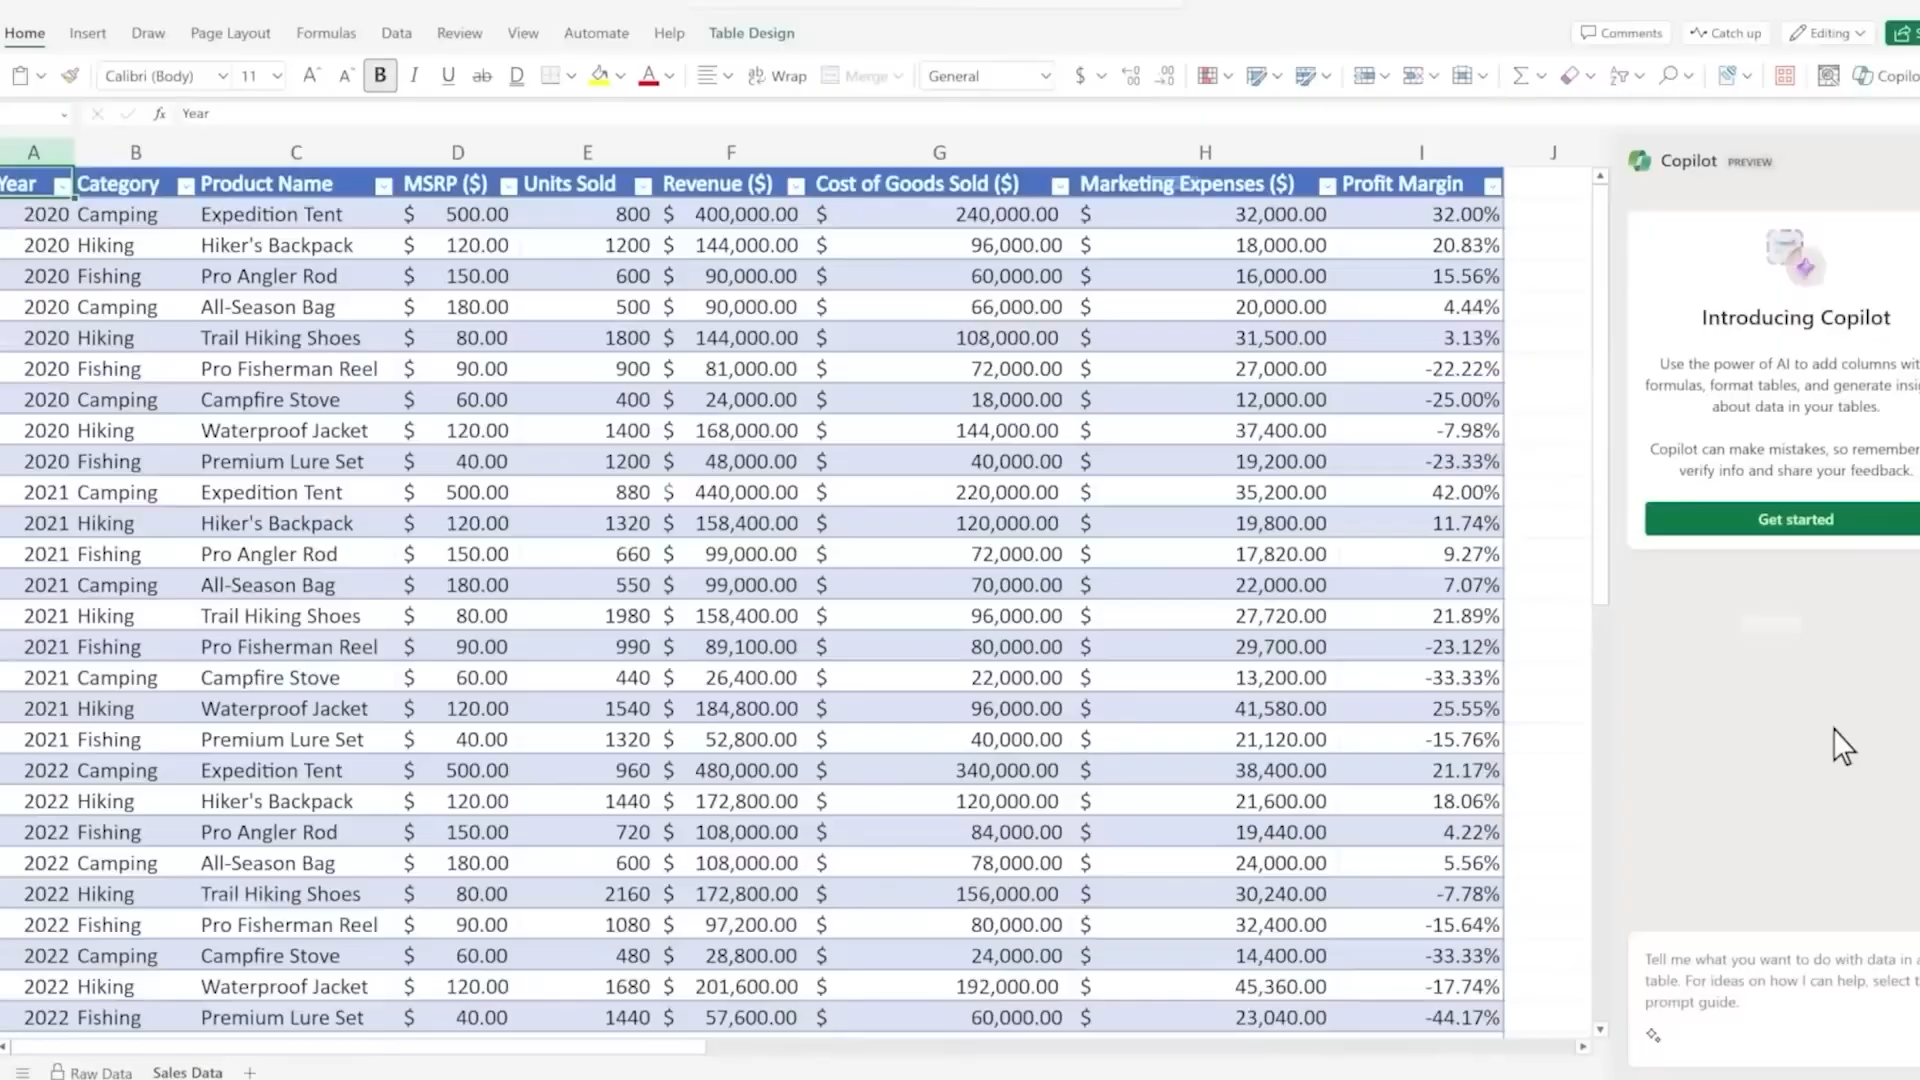 Home Insert Draw Page Layout Formulas Data Review View Automate Help Table Design Comments Catch up Editing
Calibri (Body) 11 B I U ab D A Wrap Merge General $ Copilo
fx Year
A B C D E F G H I J
Year Category Product Name MSRP ($) Units Sold Revenue ($) Cost of Goods Sold ($) Marketing Expenses ($) Profit Margin
2020 Camping Expedition Tent $ 500.00 800 $ 400,000.00 $ 240,000.00 $ 32,000.00 32.00%
2020 Hiking Hiker's Backpack $ 120.00 1200 $ 144,000.00 $ 96,000.00 $ 18,000.00 20.83%
2020 Fishing Pro Angler Rod $ 150.00 600 $ 90,000.00 $ 60,000.00 $ 16,000.00 15.56%
2020 Camping All-Season Bag $ 180.00 500 $ 90,000.00 $ 66,000.00 $ 20,000.00 4.44%
2020 Hiking Trail Hiking Shoes $ 80.00 1800 $ 144,000.00 $ 108,000.00 $ 31,500.00 3.13%
2020 Fishing Pro Fisherman Reel $ 90.00 900 $ 81,000.00 $ 72,000.00 $ 27,000.00 -22.22%
2020 Camping Campfire Stove $ 60.00 400 $ 24,000.00 $ 18,000.00 $ 12,000.00 -25.00%
2020 Hiking Waterproof Jacket $ 120.00 1400 $ 168,000.00 $ 144,000.00 $ 37,400.00 -7.98%
2020 Fishing Premium Lure Set $ 40.00 1200 $ 48,000.00 $ 40,000.00 $ 19,200.00 -23.33%
2021 Camping Expedition Tent $ 500.00 880 $ 440,000.00 $ 220,000.00 $ 35,200.00 42.00%
2021 Hiking Hiker's Backpack $ 120.00 1320 $ 158,400.00 $ 120,000.00 $ 19,800.00 11.74%
2021 Fishing Pro Angler Rod $ 150.00 660 $ 99,000.00 $ 72,000.00 $ 17,820.00 9.27%
2021 Camping All-Season Bag $ 180.00 550 $ 99,000.00 $ 70,000.00 $ 22,000.00 7.07%
2021 Hiking Trail Hiking Shoes $ 80.00 1980 $ 158,400.00 $ 96,000.00 $ 27,720.00 21.89%
2021 Fishing Pro Fisherman Reel $ 90.00 990 $ 89,100.00 $ 80,000.00 $ 29,700.00 -23.12%
2021 Camping Campfire Stove $ 60.00 440 $ 26,400.00 $ 22,000.00 $ 13,200.00 -33.33%
2021 Hiking Waterproof Jacket $ 120.00 1540 $ 184,800.00 $ 96,000.00 $ 41,580.00 25.55%
2021 Fishing Premium Lure Set $ 40.00 1320 $ 52,800.00 $ 40,000.00 $ 21,120.00 -15.76%
2022 Camping Expedition Tent $ 500.00 960 $ 480,000.00 $ 340,000.00 $ 38,400.00 21.17%
2022 Hiking Hiker's Backpack $ 120.00 1440 $ 172,800.00 $ 120,000.00 $ 21,600.00 18.06%
2022 Fishing Pro Angler Rod $ 150.00 720 $ 108,000.00 $ 84,000.00 $ 19,440.00 4.22%
2022 Camping All-Season Bag $ 180.00 600 $ 108,000.00 $ 78,000.00 $ 24,000.00 5.56%
2022 Hiking Trail Hiking Shoes $ 80.00 2160 $ 172,800.00 $ 156,000.00 $ 30,240.00 -7.78%
2022 Fishing Pro Fisherman Reel $ 90.00 1080 $ 97,200.00 $ 80,000.00 $ 32,400.00 -15.64%
2022 Camping Campfire Stove $ 60.00 480 $ 28,800.00 $ 24,000.00 $ 14,400.00 -33.33%
2022 Hiking Waterproof Jacket $ 120.00 1680 $ 201,600.00 $ 192,000.00 $ 45,360.00 -17.74%
2022 Fishing Premium Lure Set $ 40.00 1440 $ 57,600.00 $ 60,000.00 $ 23,040.00 -44.17%
Raw Data Sales Data +
Copilot PREVIEW
Introducing Copilot
Use the power of AI to add columns wit
formulas, format tables, and generate insig
about data in your tables.
Copilot can make mistakes, so remember
verify info and share your feedback.
Get started
Tell me what you want to do with data in a
table. For ideas on how I can help, select t
prompt guide.